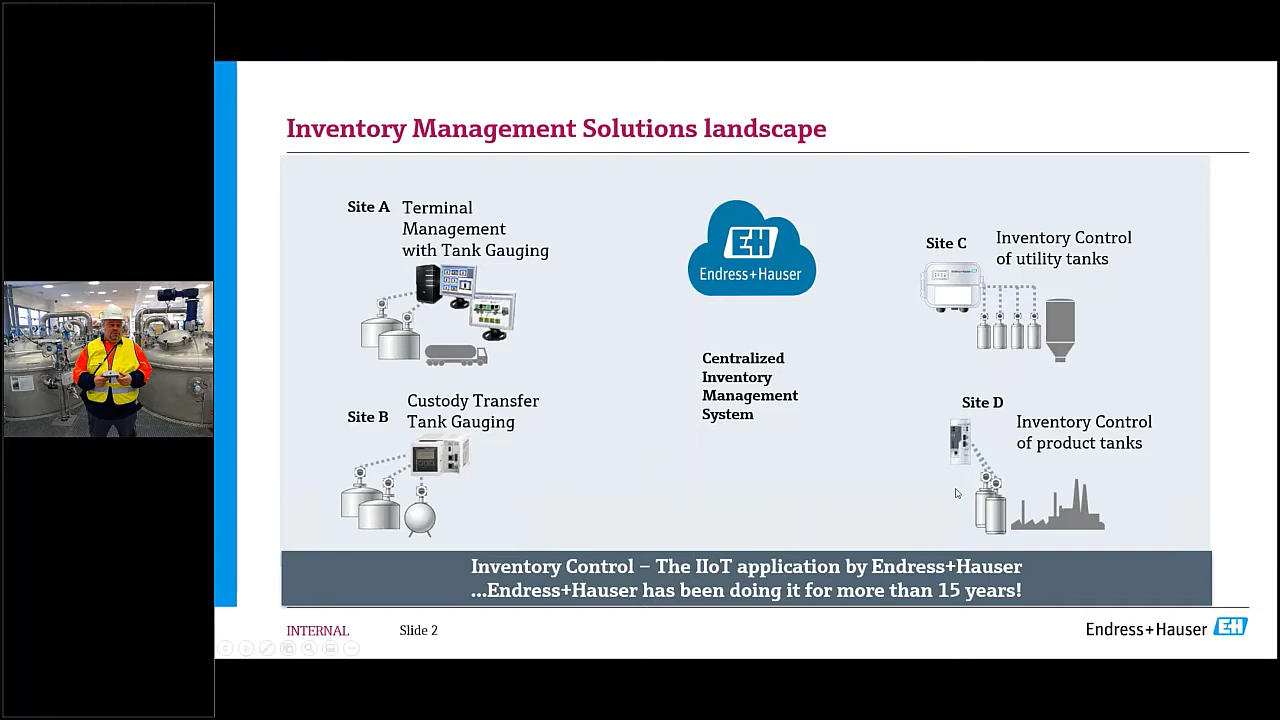 Inventory Management Solutions landscape
Site A
Terminal
Management
with Tank Gauging
EH
Endress+Hauser
Site C
Inventory Control
of utility tanks
Centralized
Inventory
Management
System
Site B
Custody Transfer
Tank Gauging
Site D
Inventory Control
of product tanks
Inventory Control – The IIoT application by Endress+Hauser
...Endress+Hauser has been doing it for more than 15 years!
INTERNAL
Slide 2
Endress+Hauser EH